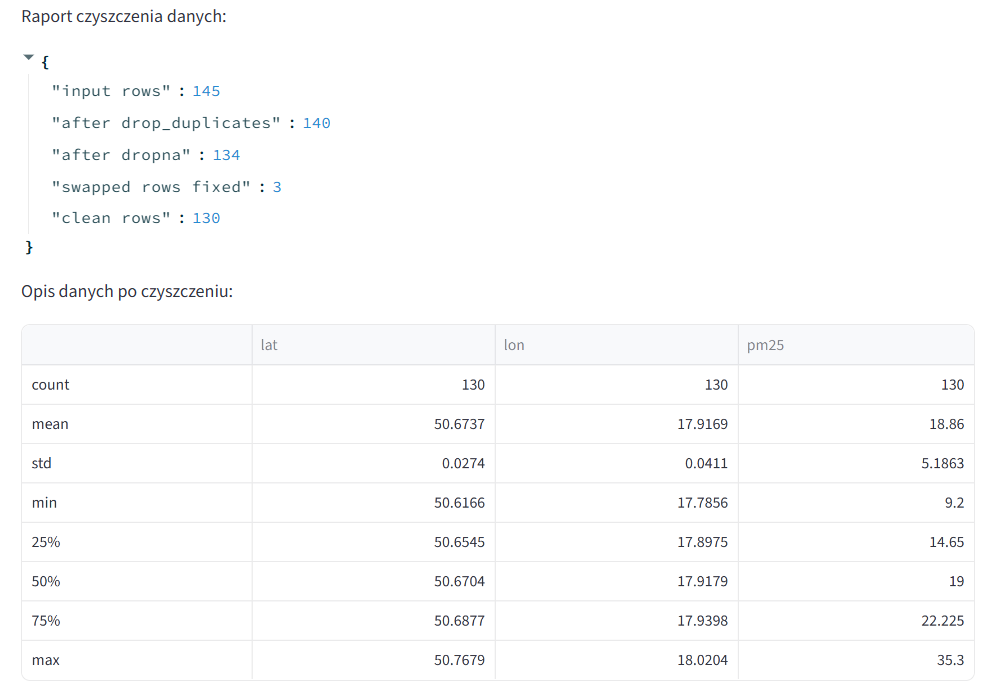 Raport czyszczenia danych:
{
"input rows" : 145
"after drop_duplicates" : 140
"after dropna" : 134
"swapped rows fixed" : 3
"clean rows" : 130
}
Opis danych po czyszczeniu:
lat lon pm25
count 130 130 130
mean 50.6737 17.9169 18.86
std 0.0274 0.0411 5.1863
min 50.6166 17.7856 9.2
25% 50.6545 17.8975 14.65
50% 50.6704 17.9179 19
75% 50.6877 17.9398 22.225
max 50.7679 18.0204 35.3